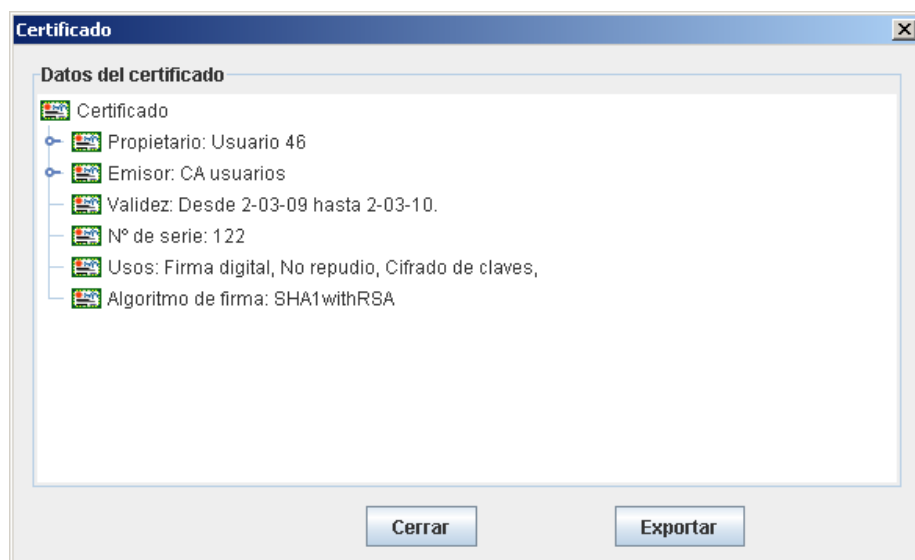 Certificado
Datos del certificado
Certificado
Propietario: Usuario 46
Emisor: CA usuarios
Validez: Desde 2-03-09 hasta 2-03-10.
Nº de serie: 122
Usos: Firma digital, No repudio, Cifrado de claves,
Algoritmo de firma: SHA1withRSA
Cerrar
Exportar